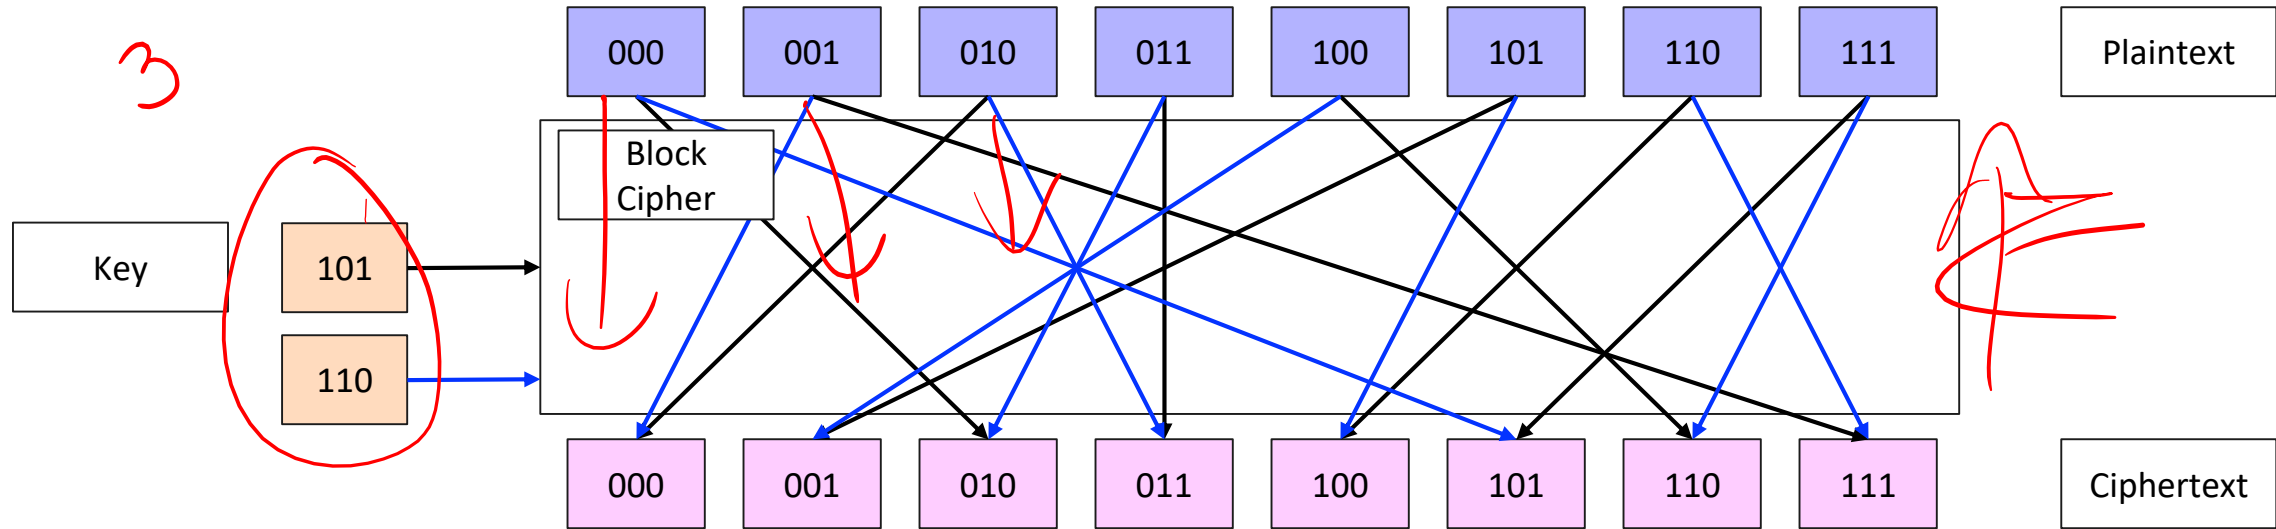 3
000 001 010 011 100 101 110 111 Plaintext
Block
Cipher
Key 101
110
000 001 010 011 100 101 110 111 Ciphertext